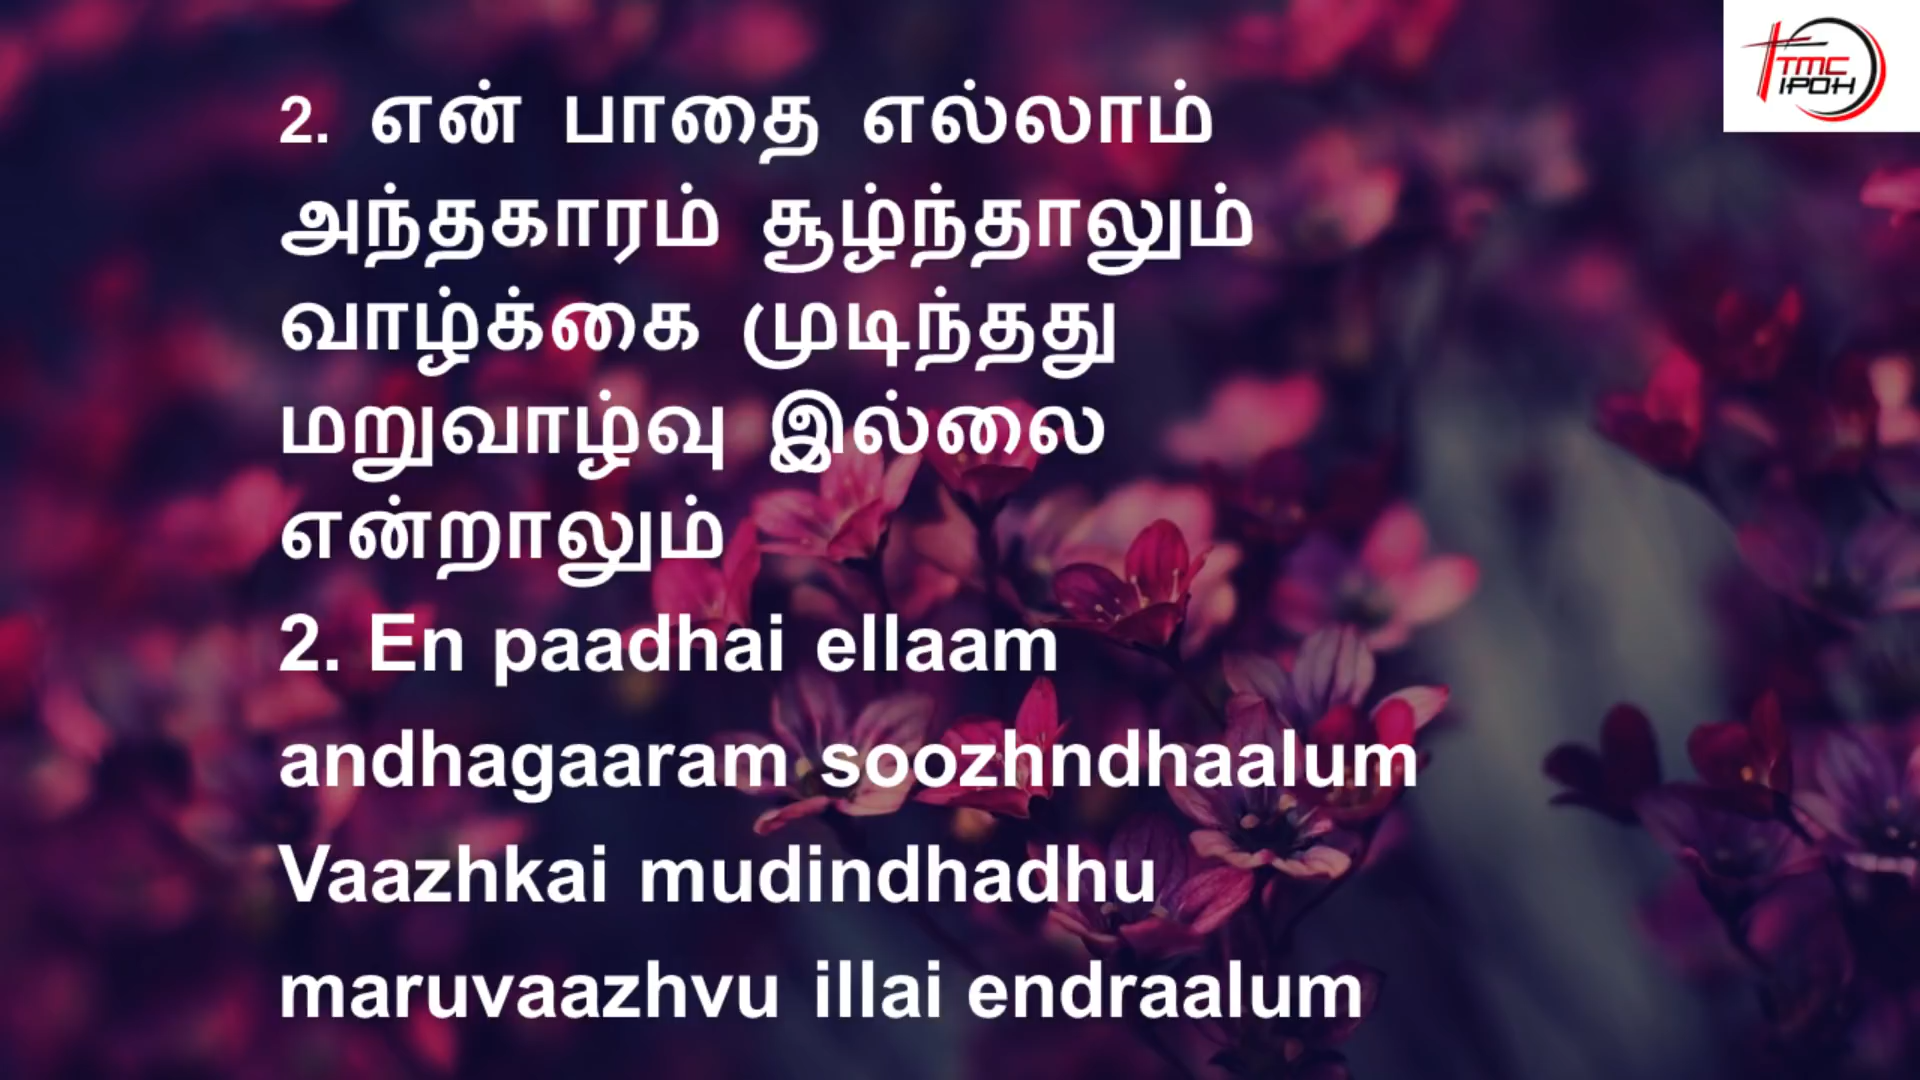 TMC
IPOH
2. என் பாதை எல்லாம்
அந்தகாரம் சூழ்ந்தாலும்
வாழ்க்கை முடிந்தது
மறுவாழ்வு இல்லை
என்றாலும்
2. En paadhai ellaam
andhagaaram soozhndhaalum
Vaazhkai mudindhadhu
maruvaazhvu illai endraalum